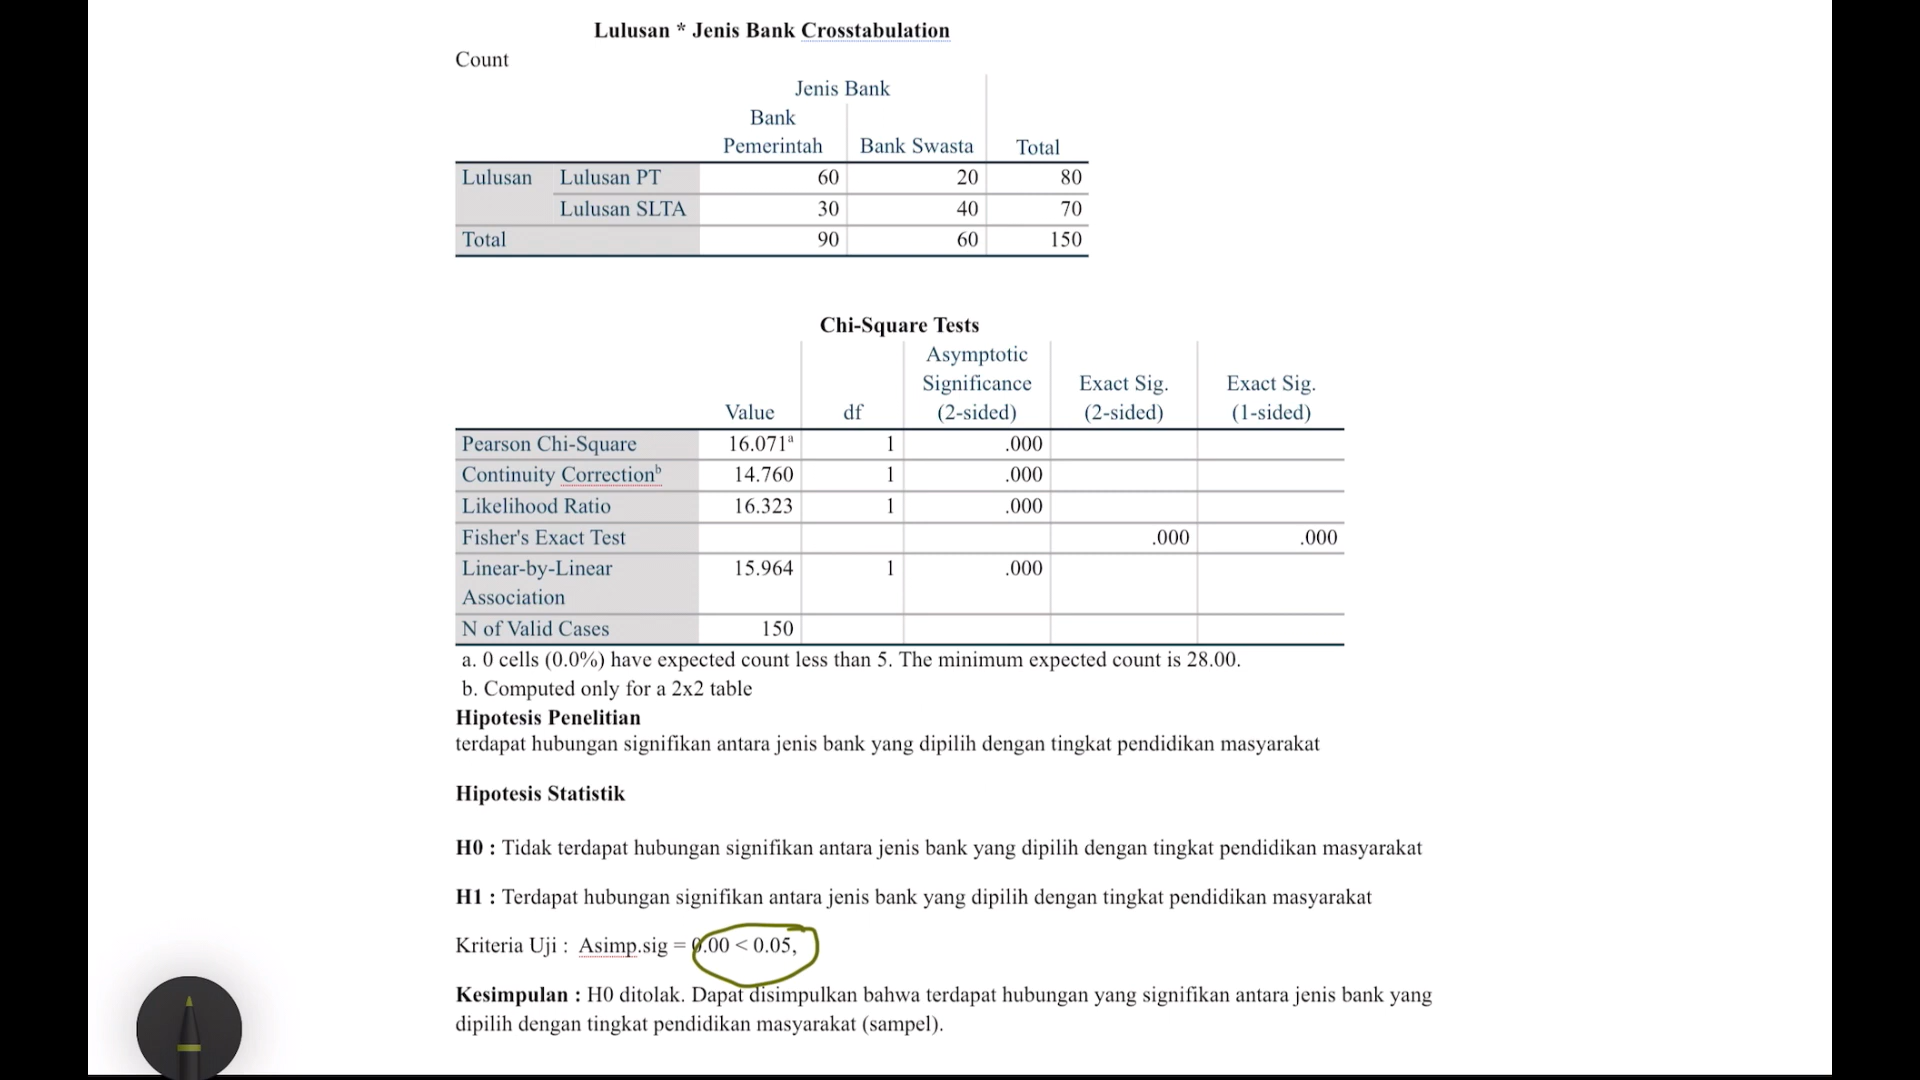 Lulusan * Jenis Bank Crosstabulation
Count
Jenis Bank
Bank Pemerintah Bank Swasta Total
Lulusan Lulusan PT 60 20 80
Lulusan SLTA 30 40 70
Total 90 60 150
Chi-Square Tests
Value df Asymptotic Significance (2-sided) Exact Sig. (2-sided) Exact Sig. (1-sided)
Pearson Chi-Square 16.071ᵃ 1 .000
Continuity Correctionᵇ 14.760 1 .000
Likelihood Ratio 16.323 1 .000
Fisher's Exact Test .000 .000
Linear-by-Linear Association 15.964 1 .000
N of Valid Cases 150
a. 0 cells (0.0%) have expected count less than 5. The minimum expected count is 28.00.
b. Computed only for a 2x2 table
Hipotesis Penelitian
terdapat hubungan signifikan antara jenis bank yang dipilih dengan tingkat pendidikan masyarakat
Hipotesis Statistik
H0 : Tidak terdapat hubungan signifikan antara jenis bank yang dipilih dengan tingkat pendidikan masyarakat
H1 : Terdapat hubungan signifikan antara jenis bank yang dipilih dengan tingkat pendidikan masyarakat
Kriteria Uji : Asimp.sig = 0.00 < 0.05,
Kesimpulan : H0 ditolak. Dapat disimpulkan bahwa terdapat hubungan yang signifikan antara jenis bank yang
dipilih dengan tingkat pendidikan masyarakat (sampel).